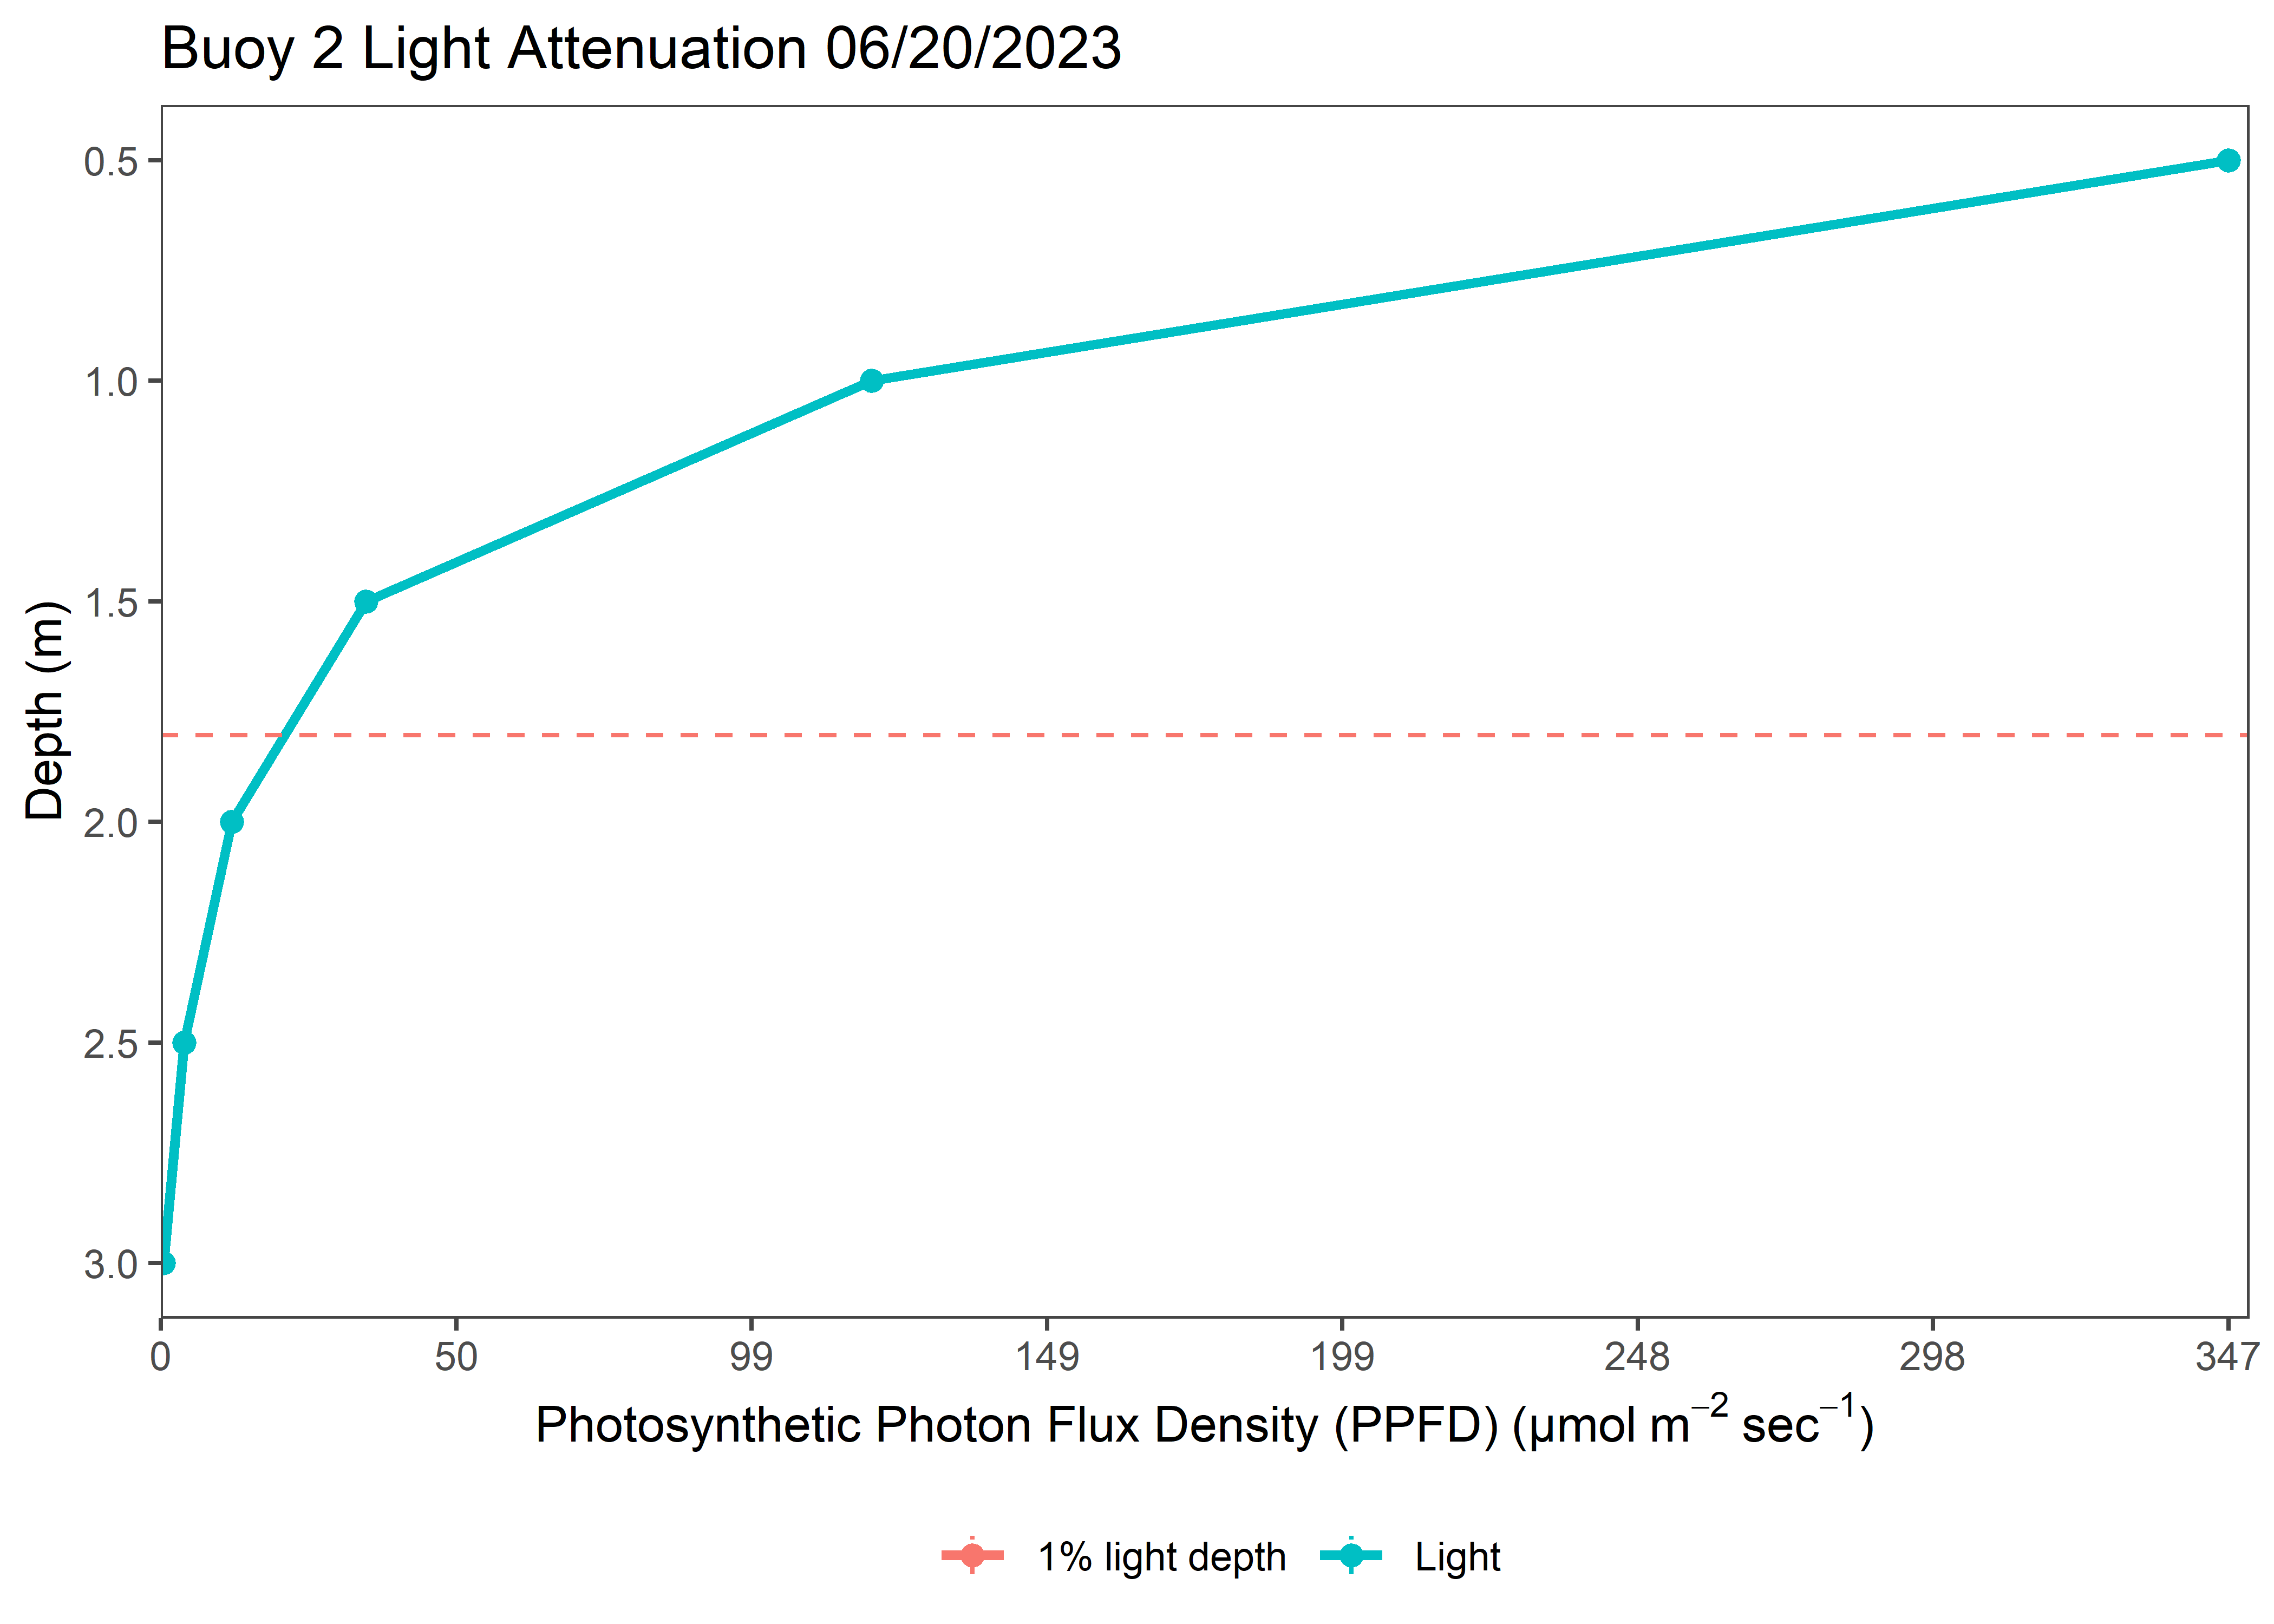 Buoy 2 Light Attenuation 06/20/2023
0.5
1.0
1.5
2.0
2.5
3.0
Depth (m)
0 50 99 149 199 248 298 347
Photosynthetic Photon Flux Density (PPFD) (µmol m⁻² sec⁻¹)
1% light depth Light